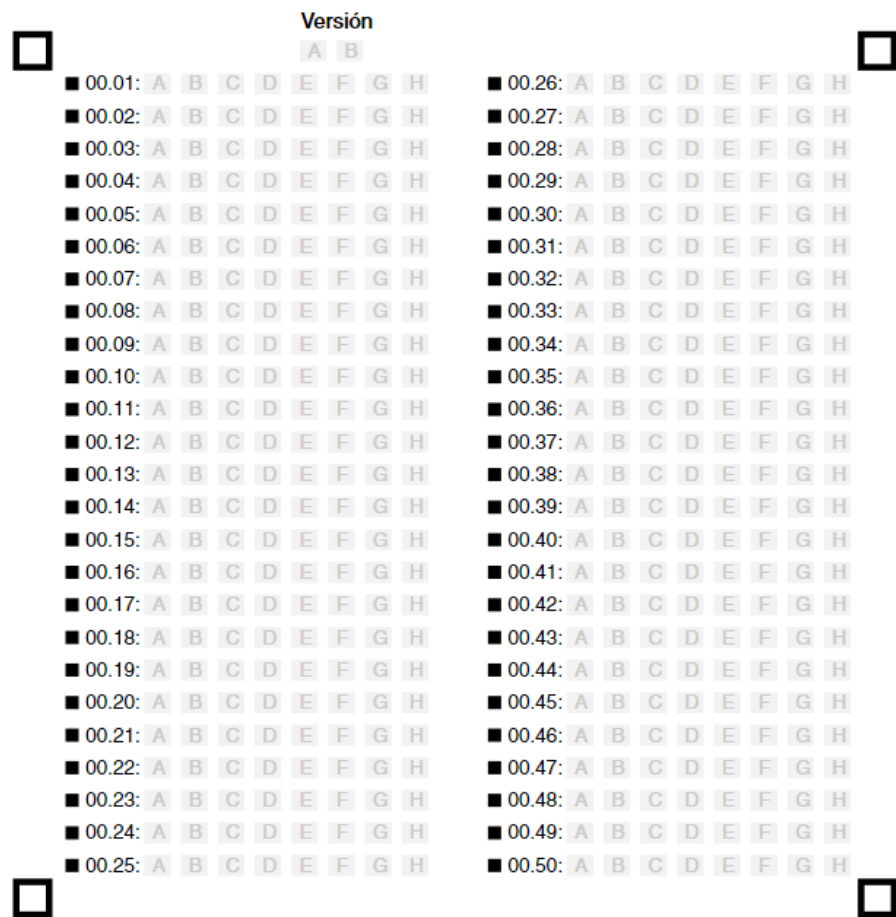 Versión
A B
00.01: A B C D E F G H
00.02: A B C D E F G H
00.03: A B C D E F G H
00.04: A B C D E F G H
00.05: A B C D E F G H
00.06: A B C D E F G H
00.07: A B C D E F G H
00.08: A B C D E F G H
00.09: A B C D E F G H
00.10: A B C D E F G H
00.11: A B C D E F G H
00.12: A B C D E F G H
00.13: A B C D E F G H
00.14: A B C D E F G H
00.15: A B C D E F G H
00.16: A B C D E F G H
00.17: A B C D E F G H
00.18: A B C D E F G H
00.19: A B C D E F G H
00.20: A B C D E F G H
00.21: A B C D E F G H
00.22: A B C D E F G H
00.23: A B C D E F G H
00.24: A B C D E F G H
00.25: A B C D E F G H
00.26: A B C D E F G H
00.27: A B C D E F G H
00.28: A B C D E F G H
00.29: A B C D E F G H
00.30: A B C D E F G H
00.31: A B C D E F G H
00.32: A B C D E F G H
00.33: A B C D E F G H
00.34: A B C D E F G H
00.35: A B C D E F G H
00.36: A B C D E F G H
00.37: A B C D E F G H
00.38: A B C D E F G H
00.39: A B C D E F G H
00.40: A B C D E F G H
00.41: A B C D E F G H
00.42: A B C D E F G H
00.43: A B C D E F G H
00.44: A B C D E F G H
00.45: A B C D E F G H
00.46: A B C D E F G H
00.47: A B C D E F G H
00.48: A B C D E F G H
00.49: A B C D E F G H
00.50: A B C D E F G H